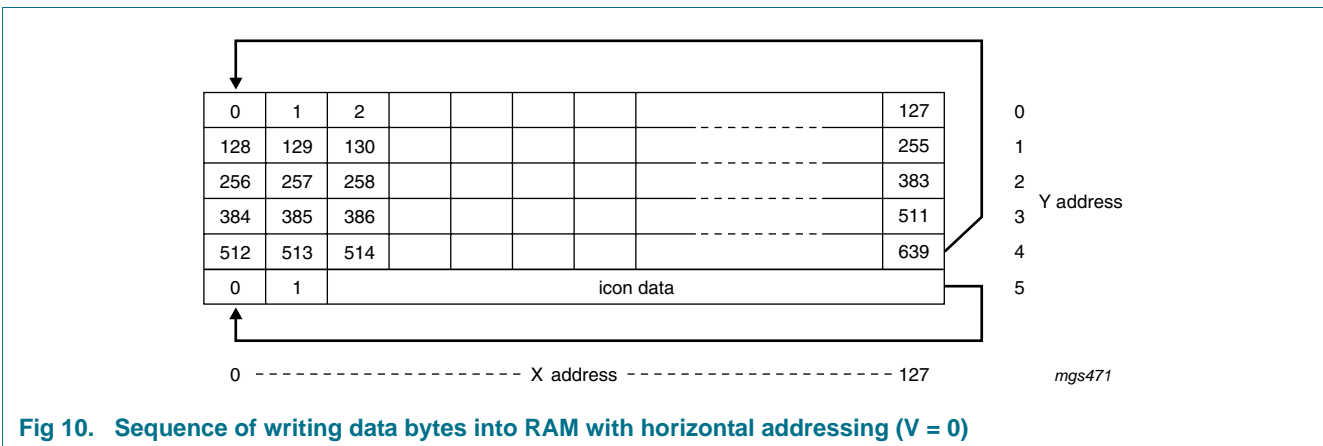 0 1 2 127 0
128 129 130 255 1
256 257 258 383 2
Y address
384 385 386 511 3
512 513 514 639 4
0 1 icon data 5
0 X address 127 mgs471
Fig 10. Sequence of writing data bytes into RAM with horizontal addressing (V = 0)